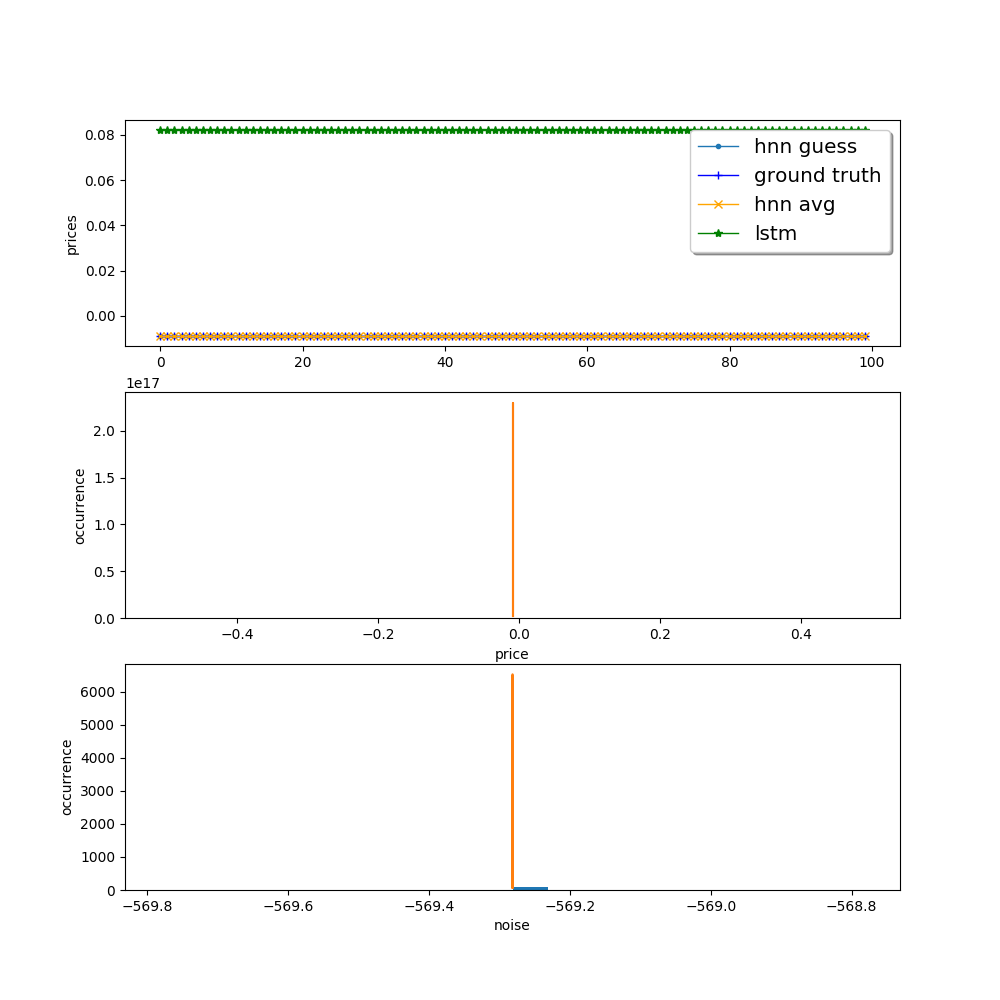 0.08
0.06
0.04
0.02
0.00
prices
hnn guess
ground truth
hnn avg
lstm
0 20 40 60 80 100
1e17
2.0
1.5
1.0
0.5
0.0
occurrence
−0.4 −0.2 0.0 0.2 0.4
price
6000
5000
4000
3000
2000
1000
0
occurrence
−569.8 −569.6 −569.4 −569.2 −569.0 −568.8
noise